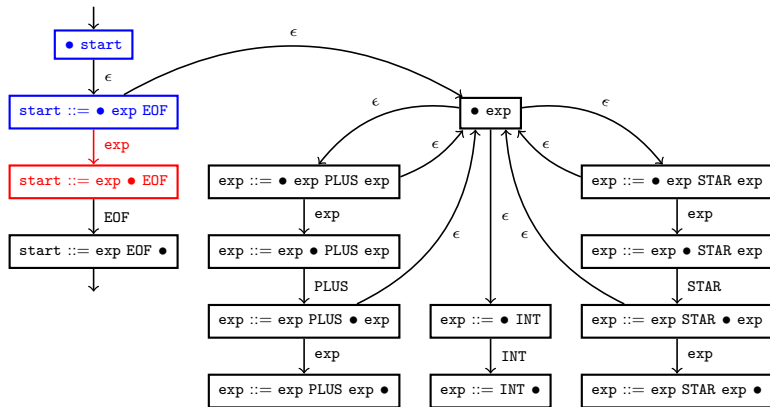 ● start
ϵ
ϵ
start ::= ● exp EOF
ϵ
● exp
ϵ
exp
ϵ
ϵ
start ::= exp ● EOF
exp ::= ● exp PLUS exp
exp ::= ● exp STAR exp
EOF
exp
ϵ
exp
start ::= exp EOF ●
exp ::= exp ● PLUS exp
ϵ
ϵ
exp ::= exp ● STAR exp
PLUS
STAR
exp ::= exp PLUS ● exp
exp ::= ● INT
exp ::= exp STAR ● exp
exp
INT
exp
exp ::= exp PLUS exp ●
exp ::= INT ●
exp ::= exp STAR exp ●